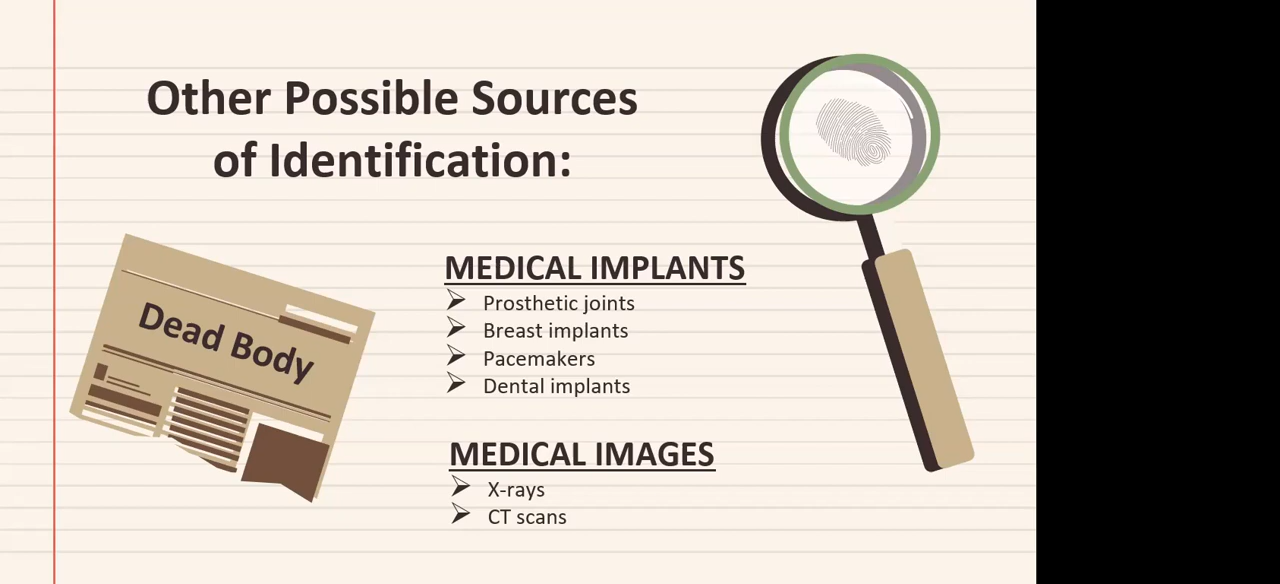 Other Possible Sources
of Identification:
Dead Body
MEDICAL IMPLANTS
Prosthetic joints
Breast implants
Pacemakers
Dental implants
MEDICAL IMAGES
X-rays
CT scans